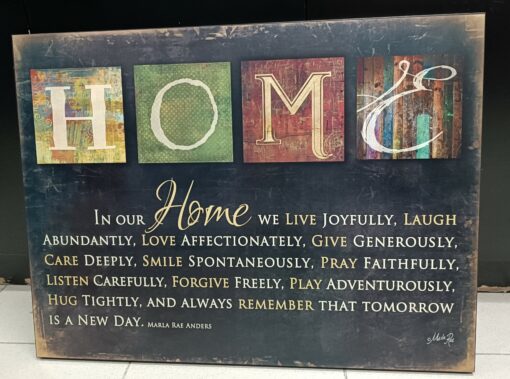 HOME
IN OUR Home WE LIVE JOYFULLY, LAUGH
ABUNDANTLY, LOVE AFFECTIONATELY, GIVE GENEROUSLY,
CARE DEEPLY, SMILE SPONTANEOUSLY, PRAY FAITHFULLY,
LISTEN CAREFULLY, FORGIVE FREELY, PLAY ADVENTUROUSLY,
HUG TIGHTLY, AND ALWAYS REMEMBER THAT TOMORROW
IS A NEW DAY. MARLA RAE ANDERS
Marla Rae